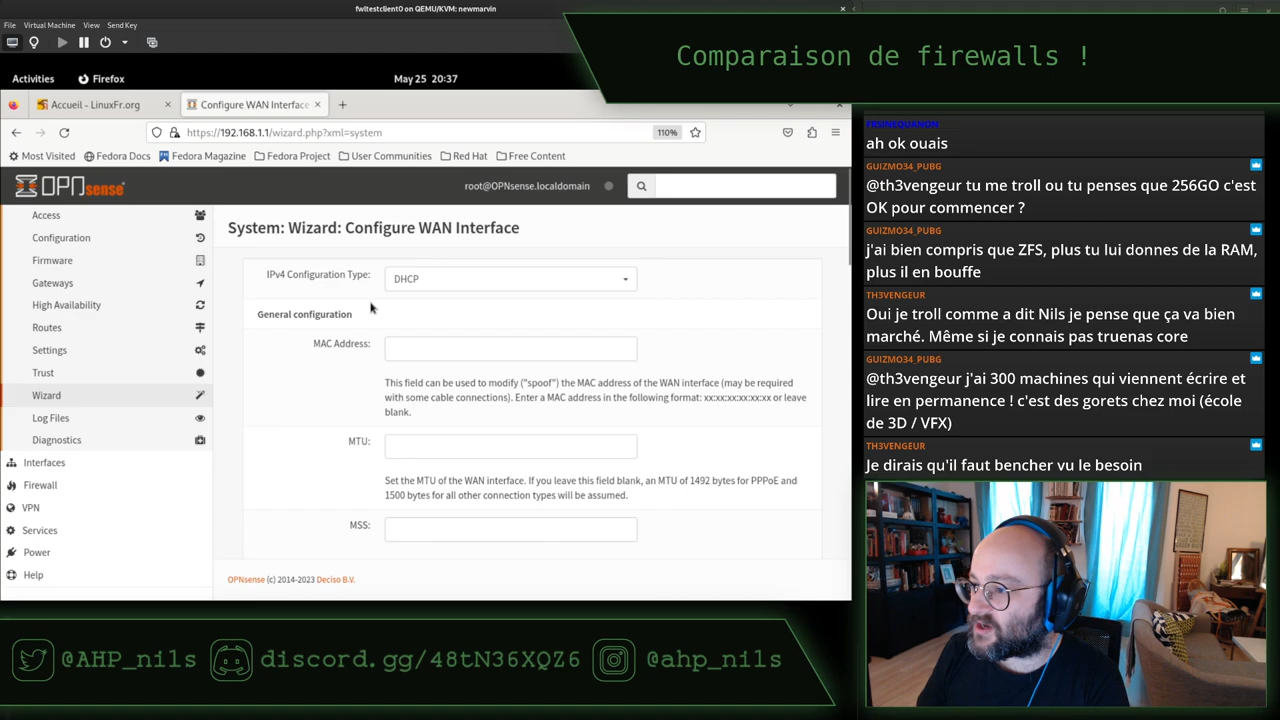 fwltestclient0 on QEMU/KVM: newmarvin
File Virtual Machine View Send Key
Comparaison de firewalls !
Activities Firefox May 25 20:37
Accueil - LinuxFr.org
Configure WAN Interface
https://192.168.1.1/wizard.php?xml=system 110%
Most Visited Fedora Docs Fedora Magazine Fedora Project User Communities Red Hat Free Content
OPNsense root@OPNsense.localdomain
Access
Configuration
Firmware
Gateways
High Availability
Routes
Settings
Trust
Wizard
Log Files
Diagnostics
Interfaces
Firewall
VPN
Services
Power
Help
System: Wizard: Configure WAN Interface
IPv4 Configuration Type: DHCP
General configuration
MAC Address:
This field can be used to modify ("spoof") the MAC address of the WAN interface (may be required
with some cable connections). Enter a MAC address in the following format: xx:xx:xx:xx:xx:xx or leave
blank.
MTU:
Set the MTU of the WAN interface. If you leave this field blank, an MTU of 1492 bytes for PPPoE and
1500 bytes for all other connection types will be assumed.
MSS:
OPNsense (c) 2014-2023 Deciso B.V.
FRSINEQUANON
ah ok ouais
GUIZMO34_PUBG
@th3vengeur tu me troll ou tu penses que 256GO c'est
OK pour commencer ?
GUIZMO34_PUBG
j'ai bien compris que ZFS, plus tu lui donnes de la RAM,
plus il en bouffe
TH3VENGEUR
Oui je troll comme a dit Nils je pense que ça va bien
marché. Même si je connais pas truenas core
GUIZMO34_PUBG
@th3vengeur j'ai 300 machines qui viennent écrire et
lire en permanence ! c'est des gorets chez moi (école
de 3D / VFX)
TH3VENGEUR
Je dirais qu'il faut bencher vu le besoin
@AHP_nils discord.gg/48tN36XQZ6 @ahp_nils